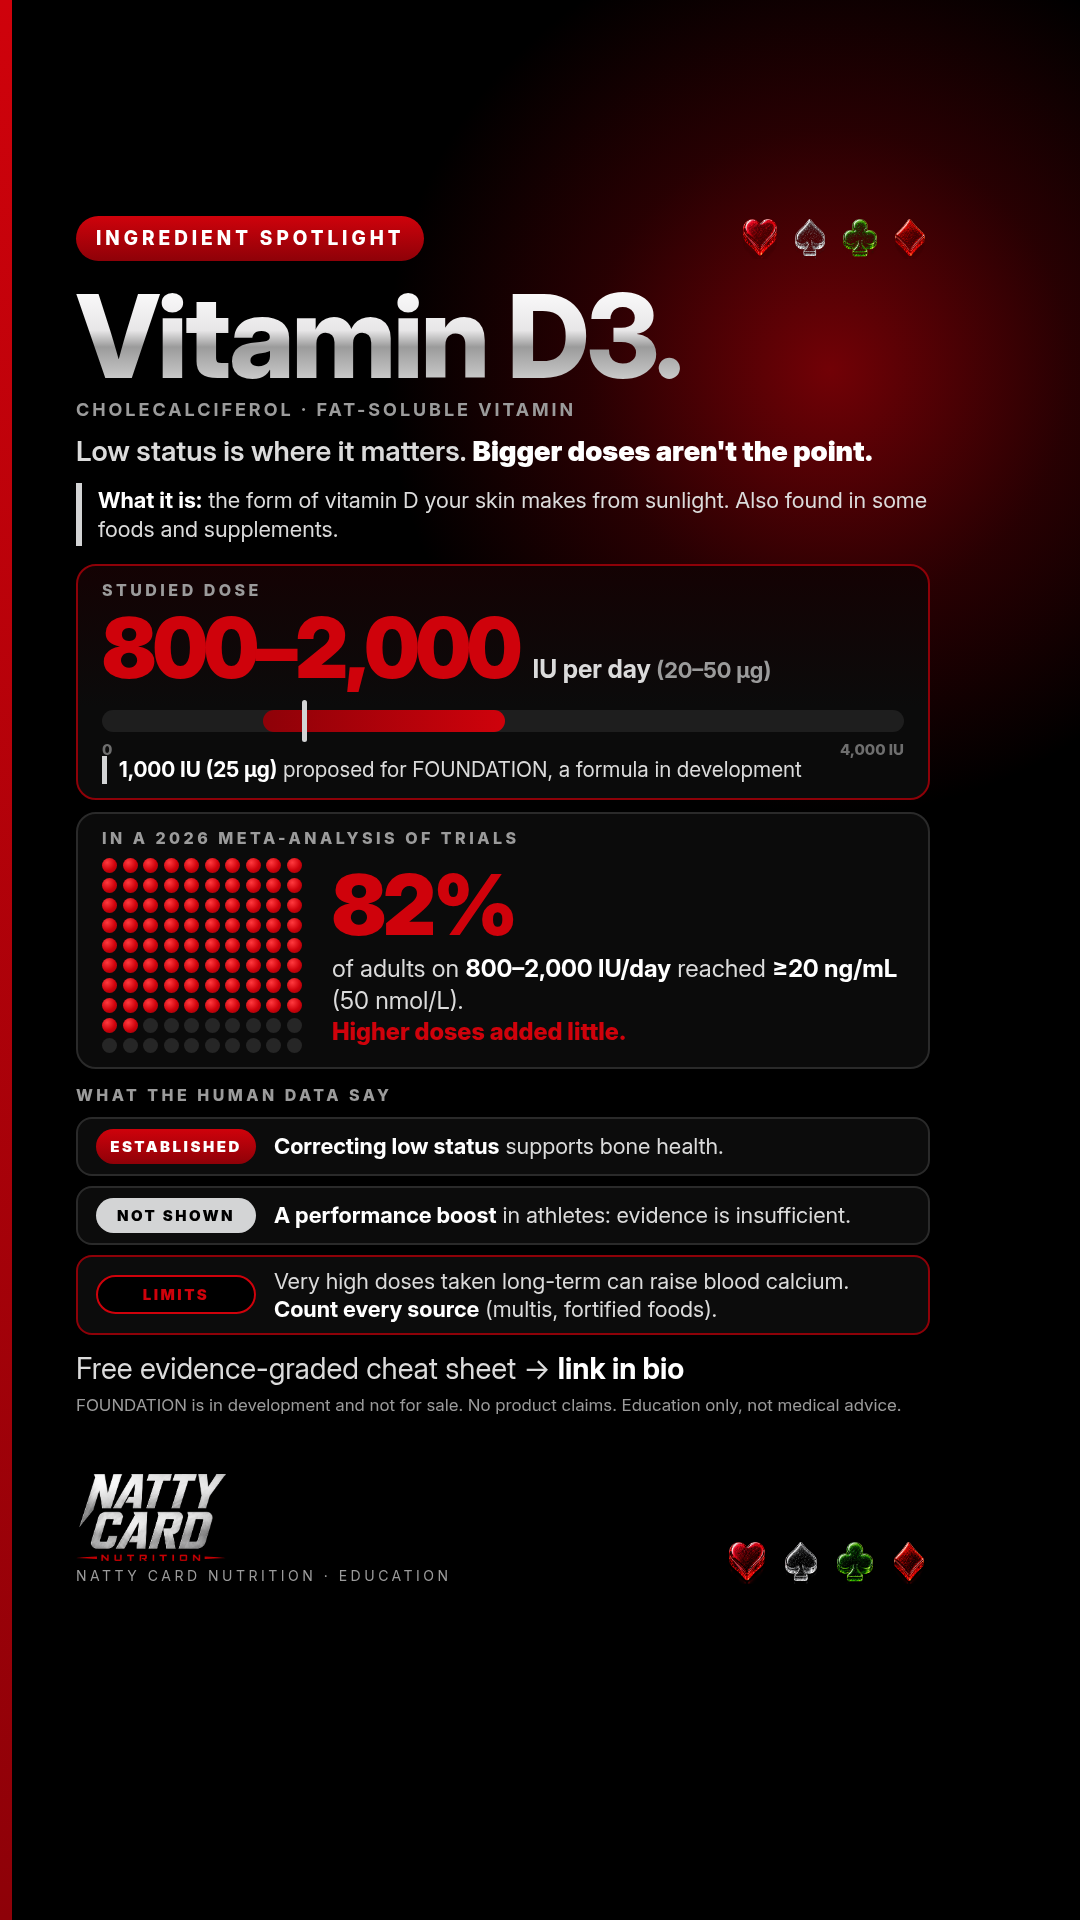 INGREDIENT SPOTLIGHT
Vitamin D3.
CHOLECALCIFEROL · FAT-SOLUBLE VITAMIN
Low status is where it matters. Bigger doses aren't the point.
What it is: the form of vitamin D your skin makes from sunlight. Also found in some
foods and supplements.
STUDIED DOSE
800–2,000 IU per day (20–50 µg)
0 4,000 IU
1,000 IU (25 µg) proposed for FOUNDATION, a formula in development
IN A 2026 META-ANALYSIS OF TRIALS
82%
of adults on 800–2,000 IU/day reached ≥20 ng/mL
(50 nmol/L).
Higher doses added little.
WHAT THE HUMAN DATA SAY
ESTABLISHED Correcting low status supports bone health.
NOT SHOWN A performance boost in athletes: evidence is insufficient.
LIMITS Very high doses taken long-term can raise blood calcium.
Count every source (multis, fortified foods).
Free evidence-graded cheat sheet → link in bio
FOUNDATION is in development and not for sale. No product claims. Education only, not medical advice.
NATTY
CARD
NUTRITION
NATTY CARD NUTRITION · EDUCATION